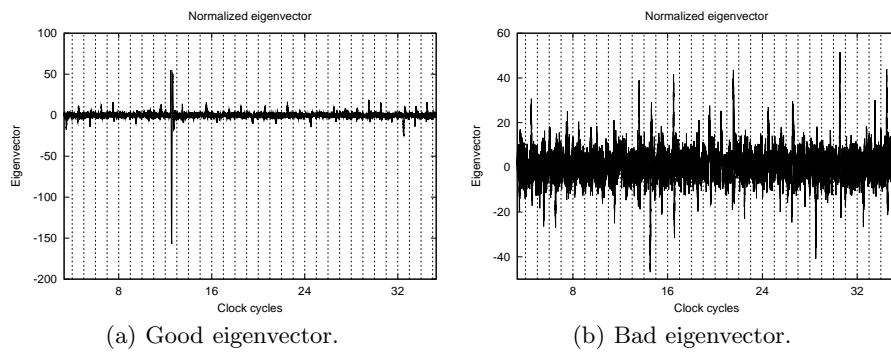 Normalized eigenvector
100
50
0
-50
-100
-150
-200
Eigenvector
8
16
24
32
Clock cycles
(a) Good eigenvector.
Normalized eigenvector
60
40
20
0
-20
-40
Eigenvector
8
16
24
32
Clock cycles
(b) Bad eigenvector.